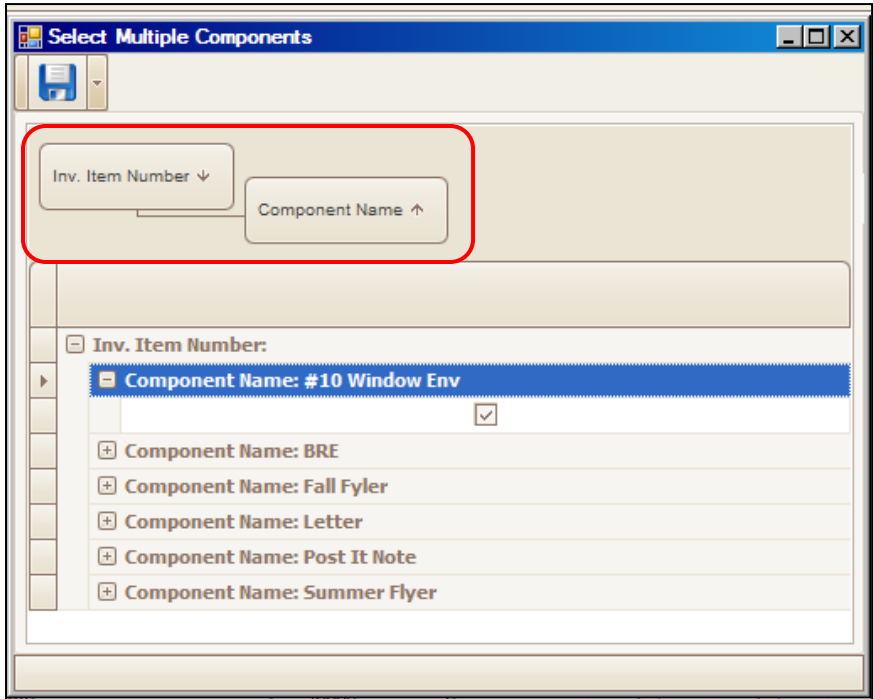 Select Multiple Components
Inv. Item Number
Component Name
Inv. Item Number:
Component Name: #10 Window Env
Component Name: BRE
Component Name: Fall Fyler
Component Name: Letter
Component Name: Post It Note
Component Name: Summer Flyer